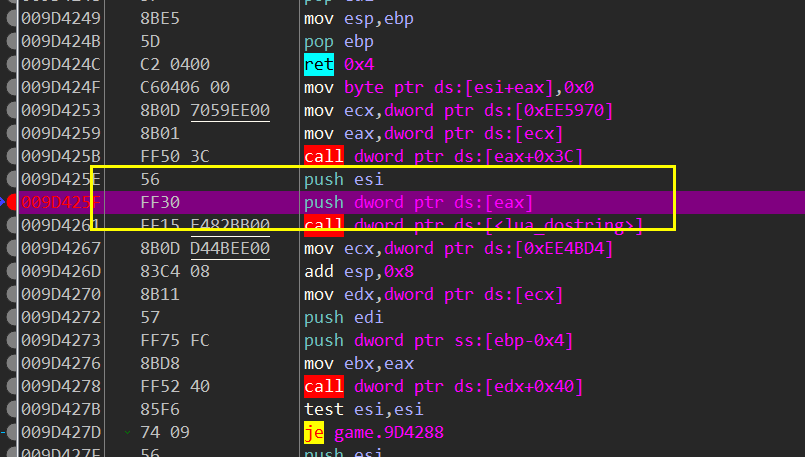 009D4249 8BE5 mov esp,ebp
009D424B 5D pop ebp
009D424C C2 0400 ret 0x4
009D424F C60406 00 mov byte ptr ds:[esi+eax],0x0
009D4253 8B0D 7059EE00 mov ecx,dword ptr ds:[0xEE5970]
009D4259 8B01 mov eax,dword ptr ds:[ecx]
009D425B FF50 3C call dword ptr ds:[eax+0x3C]
009D425E 56 push esi
009D425F FF30 push dword ptr ds:[eax]
009D4261 FF15 E482BB00 call dword ptr ds:[<lua_dostring>]
009D4267 8B0D D44BEE00 mov ecx,dword ptr ds:[0xEE4BD4]
009D426D 83C4 08 add esp,0x8
009D4270 8B11 mov edx,dword ptr ds:[ecx]
009D4272 57 push edi
009D4273 FF75 FC push dword ptr ss:[ebp-0x4]
009D4276 8BD8 mov ebx,eax
009D4278 FF52 40 call dword ptr ds:[edx+0x40]
009D427B 85F6 test esi,esi
009D427D 74 09 je game.9D4288
009D427F 56 push esi